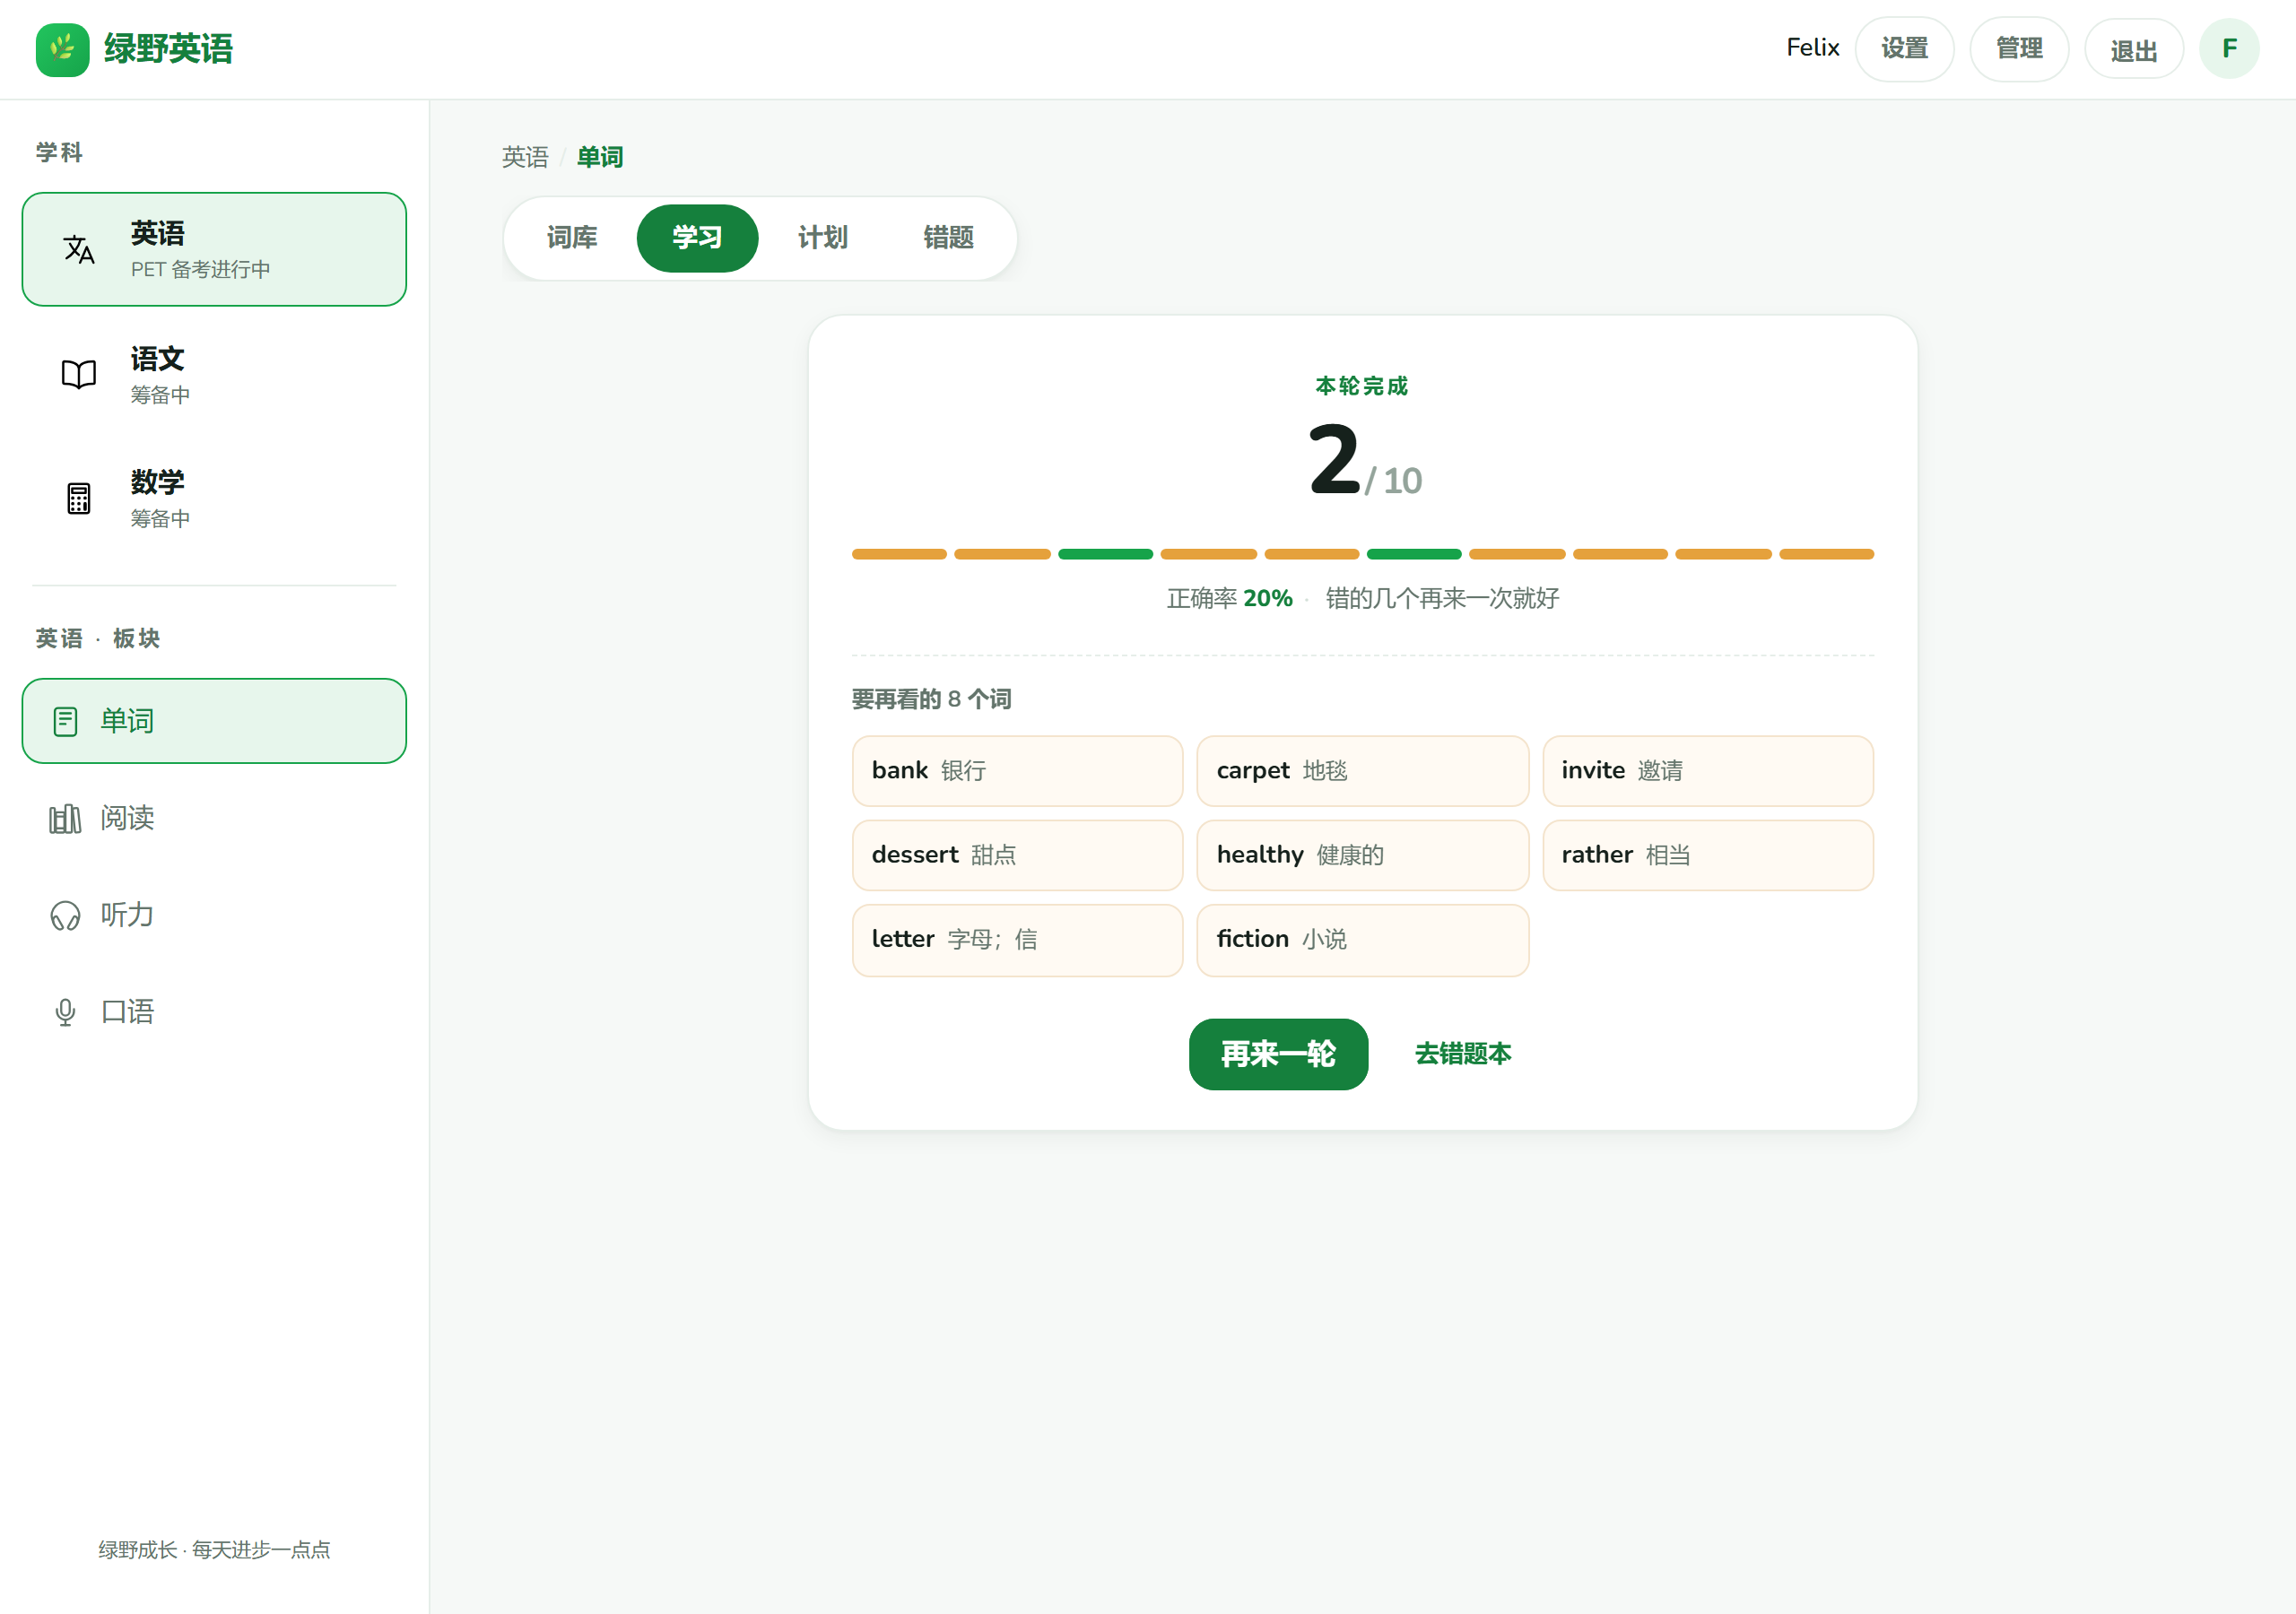 绿野英语
Felix 设置 管理 退出 F
学科
英语
PET 备考进行中
语文
筹备中
数学
筹备中
英语 · 板块
单词
阅读
听力
口语
绿野成长 · 每天进步一点点
英语 / 单词
词库 学习 计划 错题
本轮完成
2 / 10
正确率 20% · 错的几个再来一次就好
要再看的 8 个词
bank 银行 carpet 地毯 invite 邀请
dessert 甜点 healthy 健康的 rather 相当
letter 字母；信 fiction 小说
再来一轮 去错题本